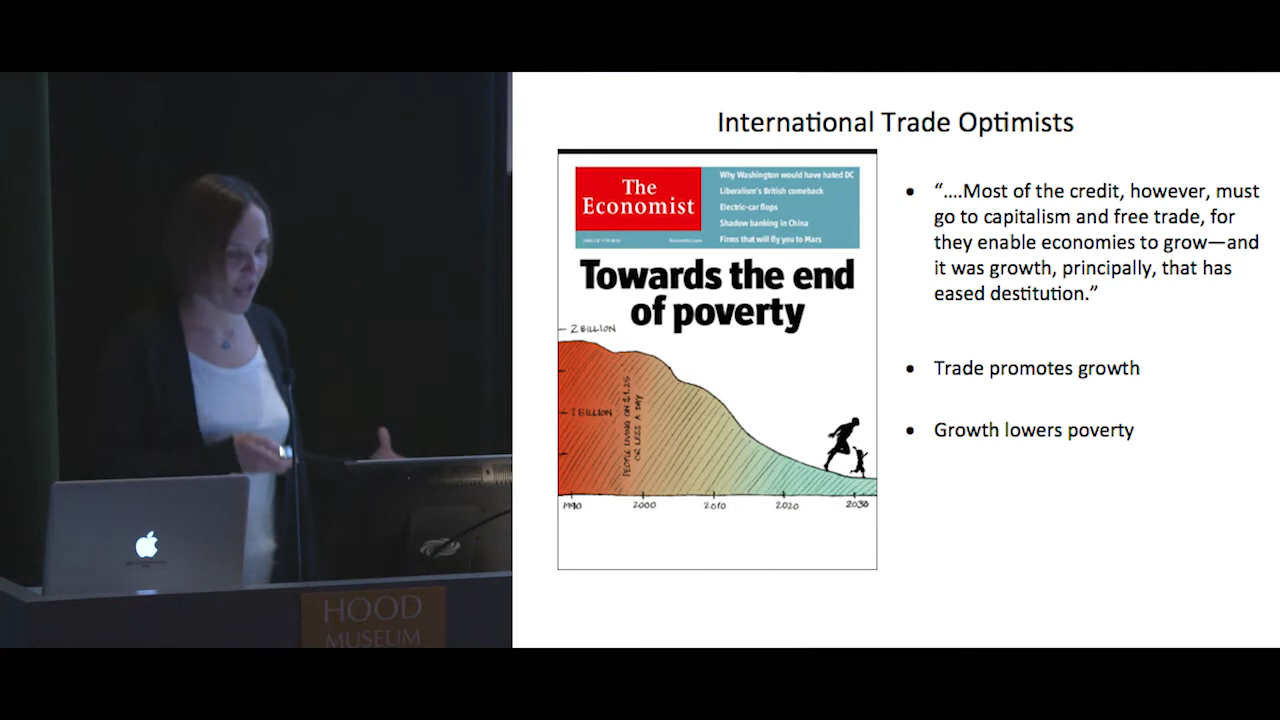 International Trade Optimists
The
Economist
Economist.com
Why Washington would have hated DC
Liberalism's British comeback
Electric-car flops
Shadow banking in China
Firms that will fly you to Mars
Towards the end
of poverty
2 BILLION
1 BILLION
PEOPLE LIVING ON $1.25
OR LESS A DAY
1990 2000 2010 2020 2030
• “....Most of the credit, however, must
go to capitalism and free trade, for
they enable economies to grow—and
it was growth, principally, that has
eased destitution.”
• Trade promotes growth
• Growth lowers poverty
HOOD
MUSEUM